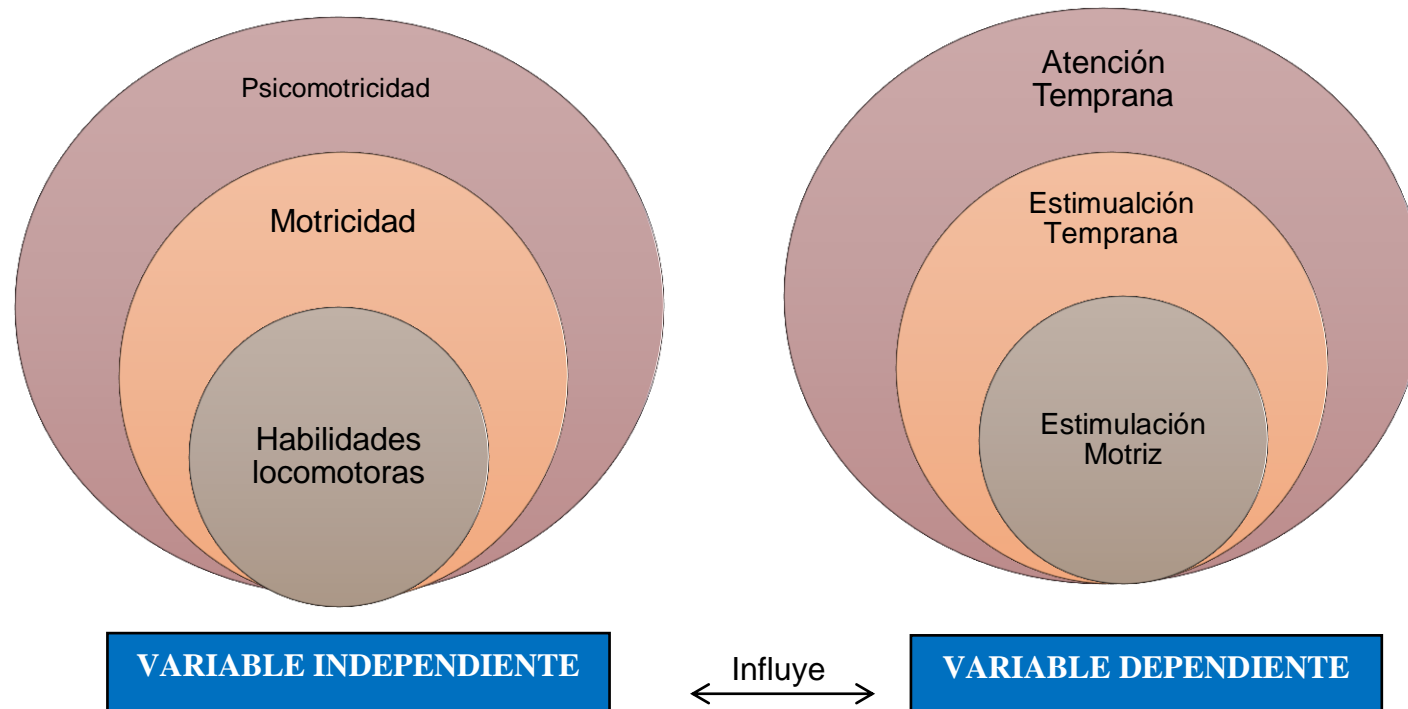 Psicomotricidad
Motricidad
Habilidades
locomotoras
VARIABLE INDEPENDIENTE
Influye
Atención
Temprana
Estimualción
Temprana
Estimulación
Motriz
VARIABLE DEPENDIENTE